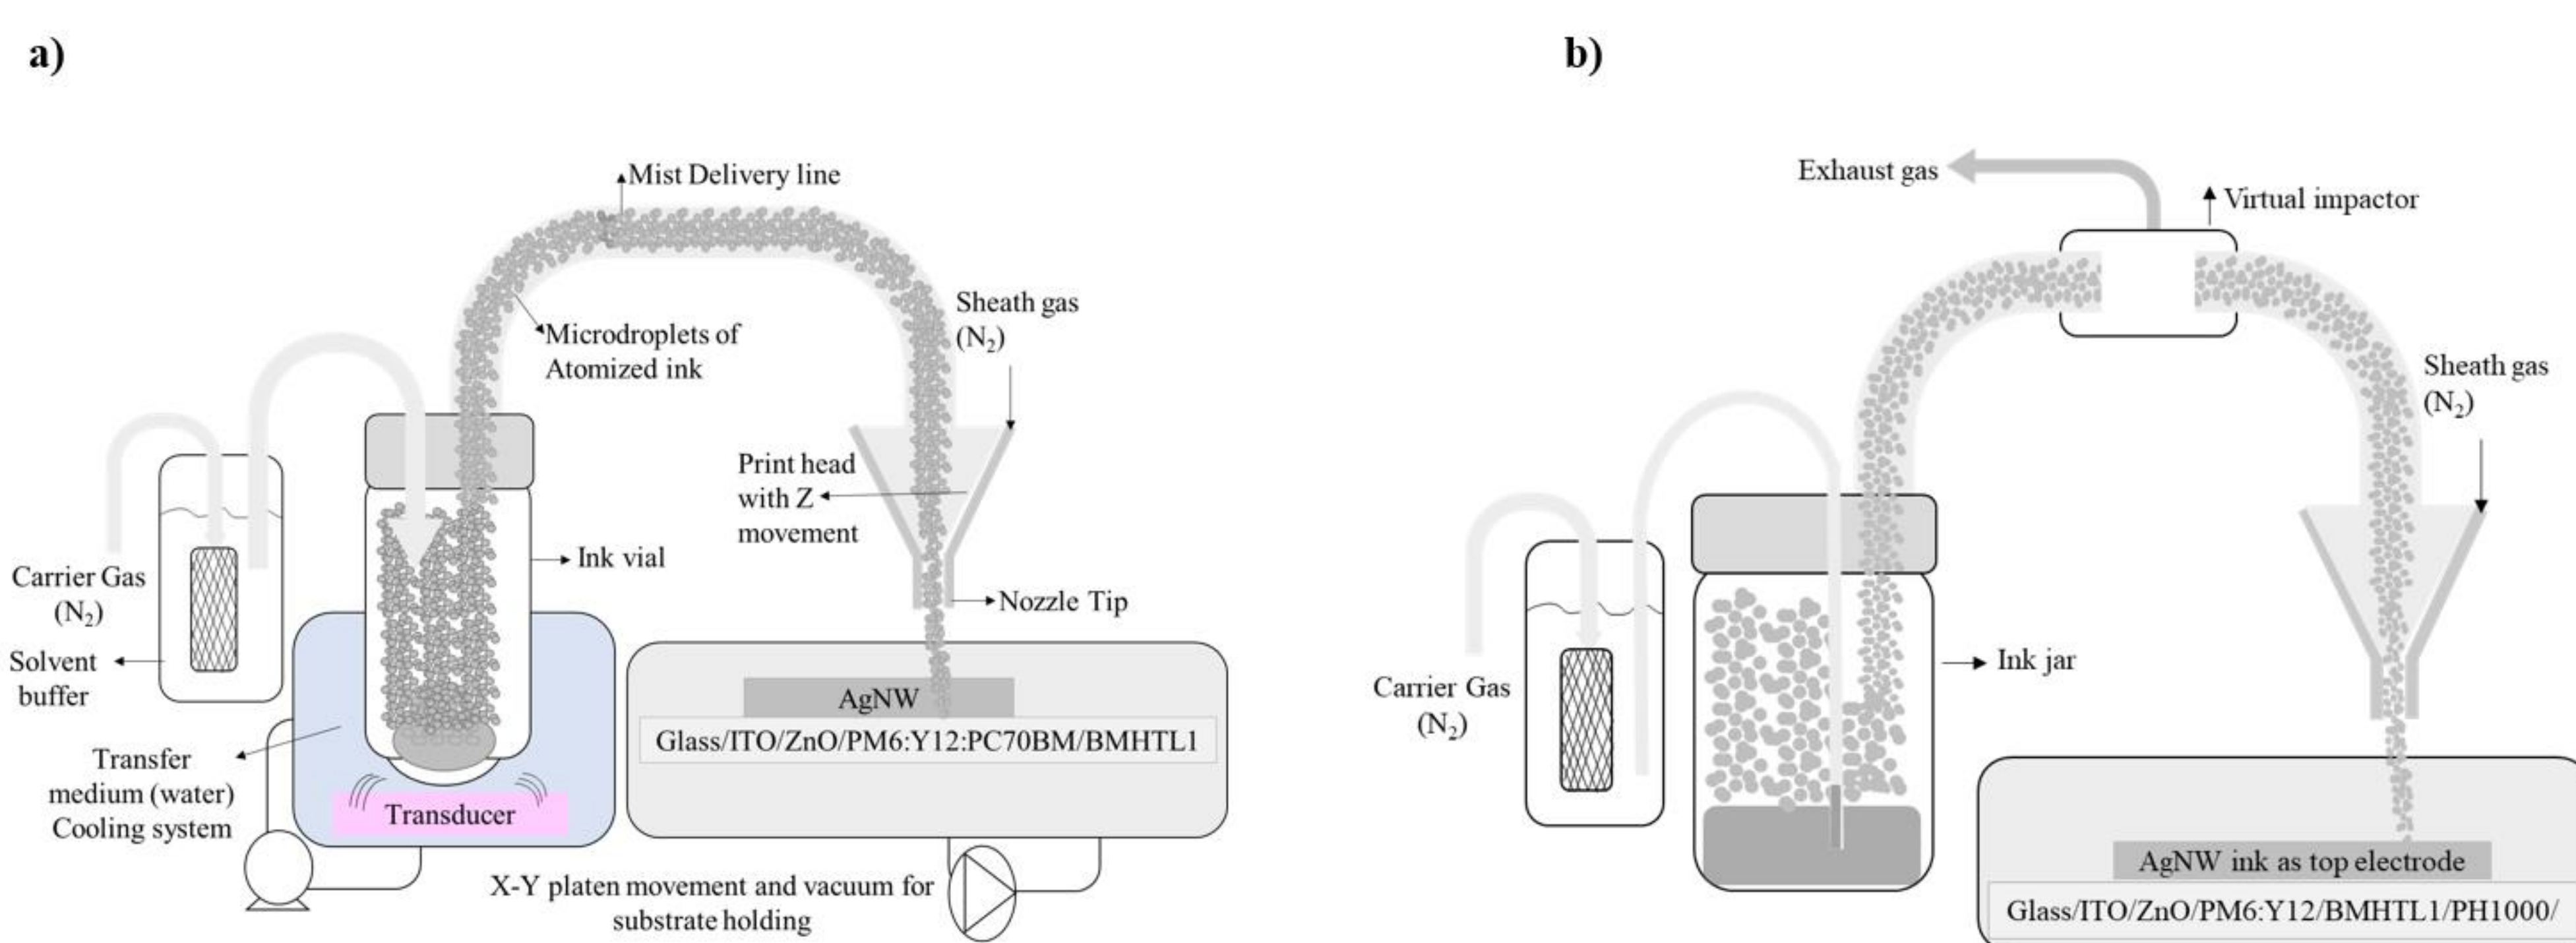 a)
Mist Delivery line
Microdroplets of
Atomized ink
Sheath gas
(N₂)
Print head
with Z
movement
Ink vial
Nozzle Tip
Carrier Gas
(N₂)
Solvent
buffer
AgNW
Glass/ITO/ZnO/PM6:Y12:PC70BM/BMHTL1
Transfer
medium (water)
Cooling system
Transducer
X-Y platen movement and vacuum for
substrate holding
b)
Exhaust gas
Virtual impactor
Sheath gas
(N₂)
Ink jar
Carrier Gas
(N₂)
AgNW ink as top electrode
Glass/ITO/ZnO/PM6:Y12/BMHTL1/PH1000/